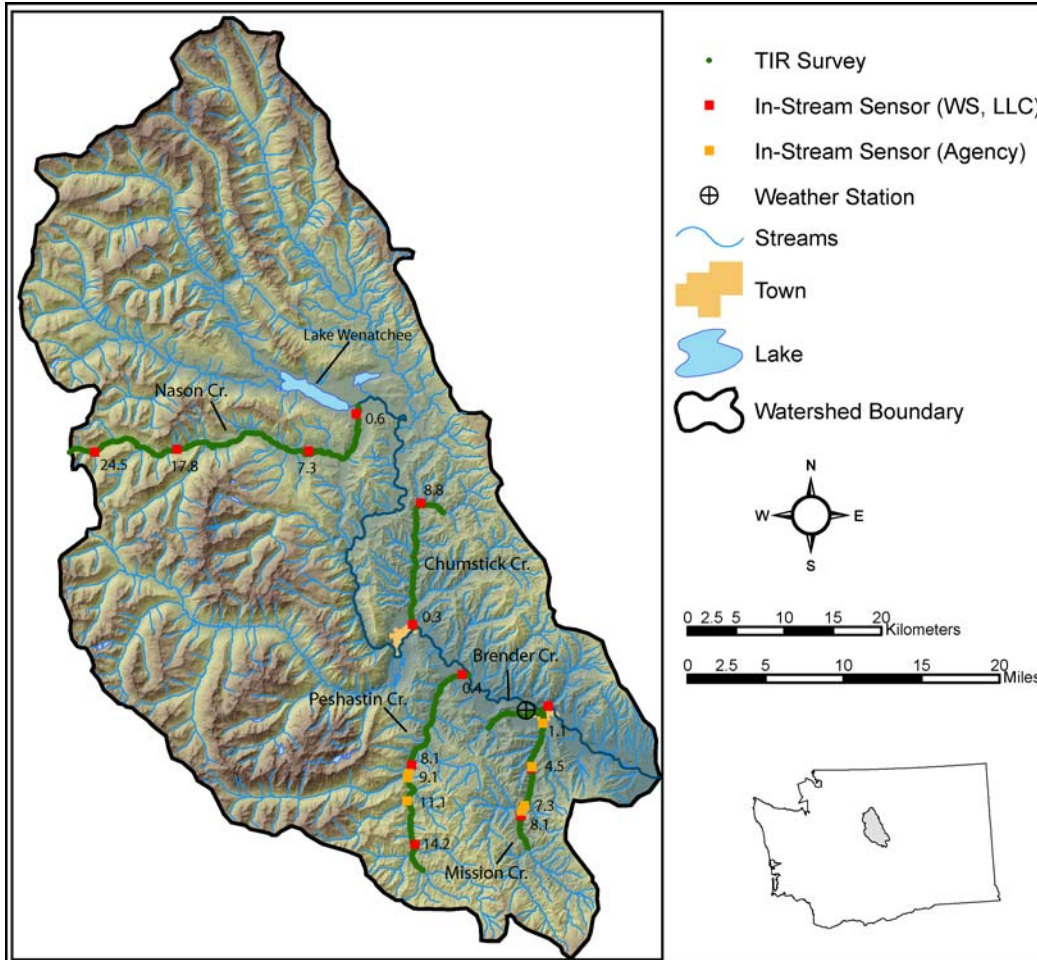 Lake Wenatchee
Nason Cr.
0.6
24.5
17.8
7.3
8.8
Chumstick Cr.
0.3
Brender Cr.
0.4
Peshastin Cr.
1.1
8.1
9.1
4.5
11.1
7.3
8.1
14.2
Mission Cr.
TIR Survey
In-Stream Sensor (WS, LLC)
In-Stream Sensor (Agency)
Weather Station
Streams
Town
Lake
Watershed Boundary
N
W E
S
0 2.5 5 10 15 20
Kilometers
0 2.5 5 10 15 20
Miles